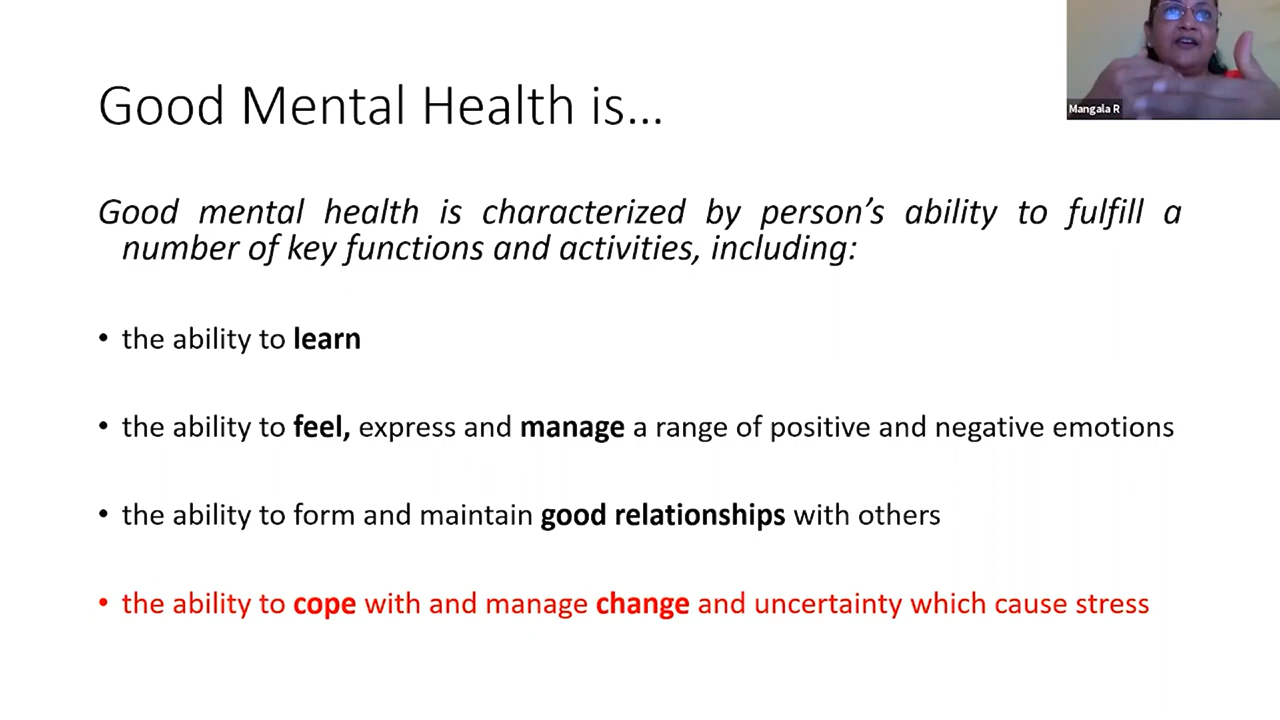 Good Mental Health is...
Mangala R
Good mental health is characterized by person's ability to fulfill a
number of key functions and activities, including:
• the ability to learn
• the ability to feel, express and manage a range of positive and negative emotions
• the ability to form and maintain good relationships with others
• the ability to cope with and manage change and uncertainty which cause stress